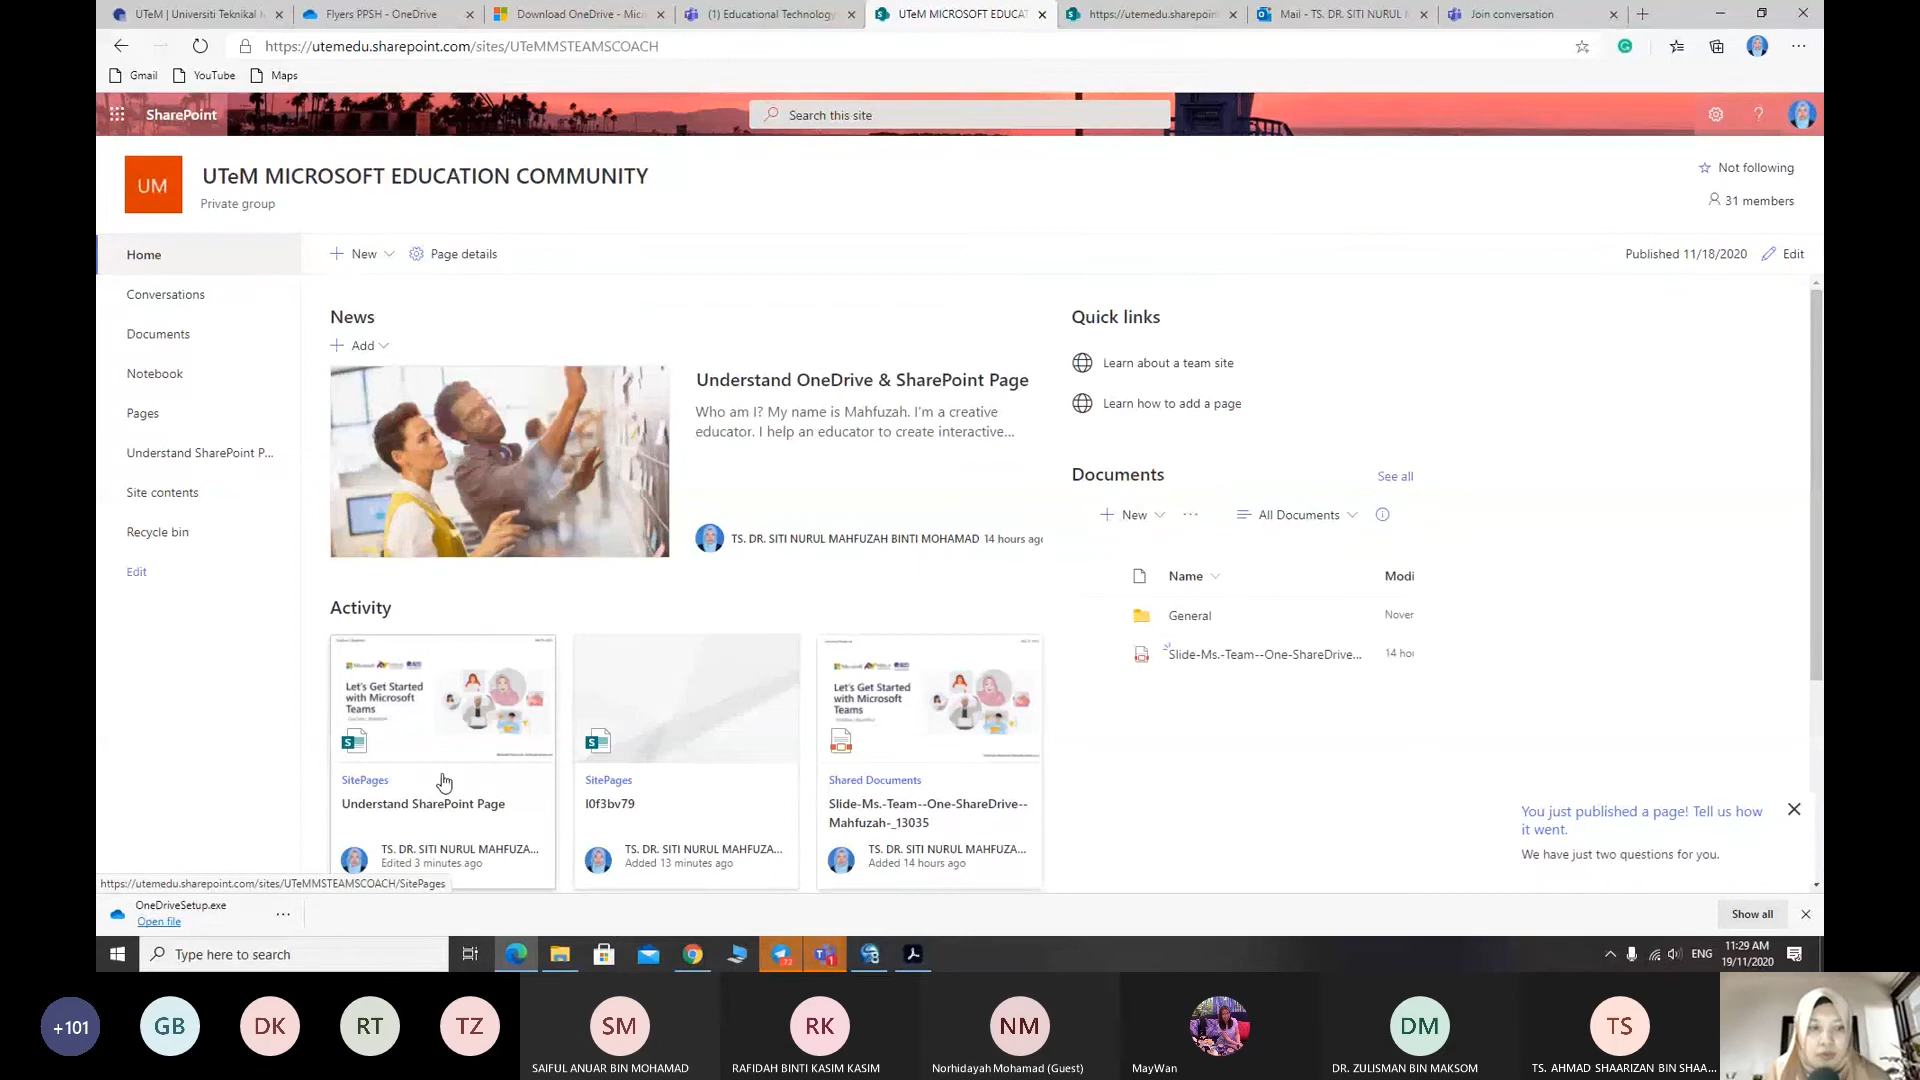 UTeM | Universiti Teknikal
Flyers PPSH - OneDrive
Download OneDrive - Micr
(1) Educational Technology
UTeM MICROSOFT EDUCAT
https://utemedu.sharepoint
Mail - TS. DR. SITI NURUL
Join conversation
https://utemedu.sharepoint.com/sites/UTeMMSTEAMSCOACH
Gmail
YouTube
Maps
SharePoint
Search this site
UM
UTeM MICROSOFT EDUCATION COMMUNITY
Private group
Not following
31 members
Home
Conversations
Documents
Notebook
Pages
Understand SharePoint P...
Site contents
Recycle bin
Edit
New
Page details
Published 11/18/2020
Edit
News
Add
Understand OneDrive & SharePoint Page
Who am I? My name is Mahfuzah. I'm a creative
educator. I help an educator to create interactive...
TS. DR. SITI NURUL MAHFUZAH BINTI MOHAMAD 14 hours ago
Quick links
Learn about a team site
Learn how to add a page
Documents
See all
New
All Documents
Name
Modi
General
Nover
Slide-Ms.-Team--One-ShareDrive...
14 hou
Activity
Microsoft
Let's Get Started
with Microsoft
Teams
SitePages
Understand SharePoint Page
TS. DR. SITI NURUL MAHFUZA...
Edited 3 minutes ago
SitePages
l0f3bv79
TS. DR. SITI NURUL MAHFUZA...
Added 13 minutes ago
Microsoft
Let's Get Started
with Microsoft
Teams
Shared Documents
Slide-Ms.-Team--One-ShareDrive--
Mahfuzah-_13035
TS. DR. SITI NURUL MAHFUZA...
Added 14 hours ago
You just published a page! Tell us how
it went.
We have just two questions for you.
https://utemedu.sharepoint.com/sites/UTeMMSTEAMSCOACH/SitePages
OneDriveSetup.exe
Open file
Show all
Type here to search
72
1
ENG
11:29 AM
19/11/2020
+101
GB
DK
RT
TZ
SM
SAIFUL ANUAR BIN MOHAMAD
RK
RAFIDAH BINTI KASIM KASIM
NM
Norhidayah Mohamad (Guest)
MayWan
DM
DR. ZULISMAN BIN MAKSOM
TS
TS. AHMAD SHAARIZAN BIN SHAA...